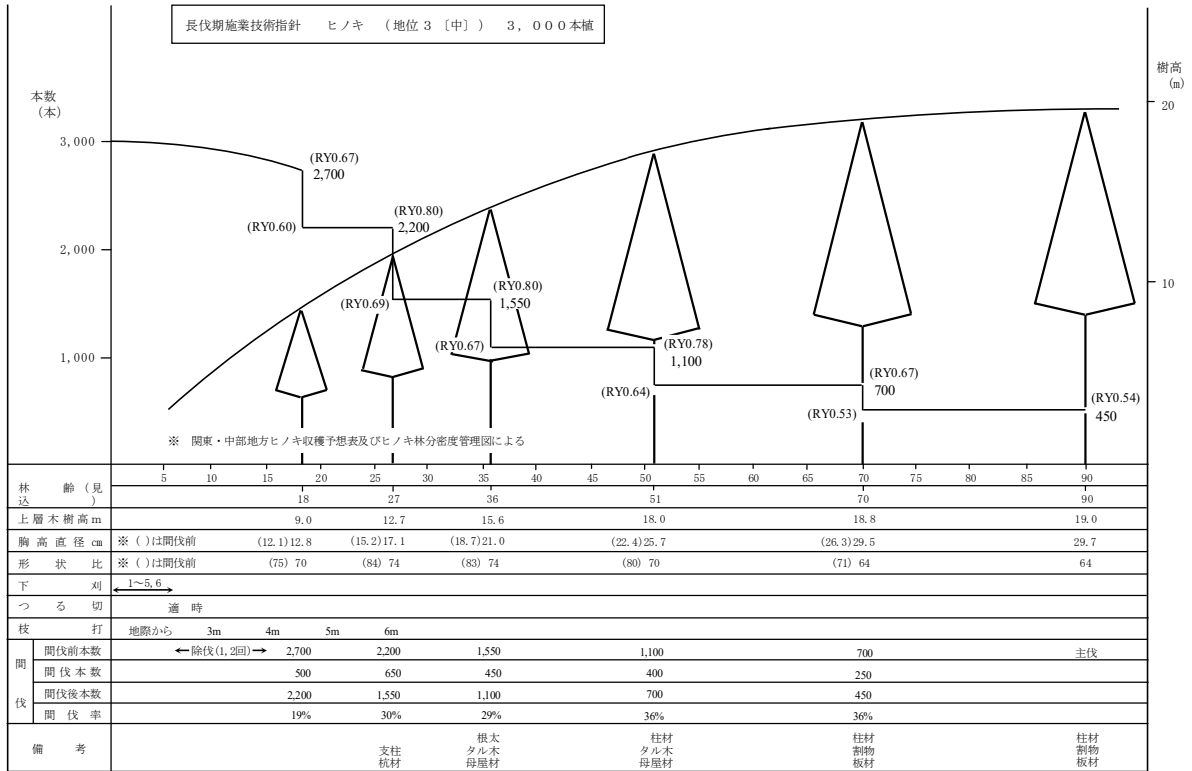 長伐期施業技術指針　ヒノキ　（地位３〔中〕）　３，０００本植
本数
（本）
樹高
(m)
20
10
3,000
2,000
1,000
(RY0.67)
2,700
(RY0.60)
(RY0.80)
2,200
(RY0.69)
(RY0.80)
1,550
(RY0.67)
(RY0.78)
1,100
(RY0.64)
(RY0.67)
700
(RY0.53)
(RY0.54)
450
※　関東・中部地方ヒノキ収穫予想表及びヒノキ林分密度管理図による
林齢（見込）
5 10 15 20 25 30 35 40 45 50 55 60 65 70 75 80 85 90
18 27 36 51 70 90
上層木樹高m 9.0 12.7 15.6 18.0 18.8 19.0
胸高直径cm ※（ )は間伐前 (12.1)12.8 (15.2)17.1 (18.7)21.0 (22.4)25.7 (26.3)29.5 29.7
形状比 ※（ )は間伐前 (75) 70 (84) 74 (83) 74 (80) 70 (71) 64 64
下刈 1～5,6
つる切 適時
枝打 地際から 3m 4m 5m 6m
間伐
間伐前本数 除伐(1,2回) 2,700 2,200 1,550 1,100 700 主伐
間伐本数 500 650 450 400 250
間伐後本数 2,200 1,550 1,100 700 450
間伐率 19% 30% 29% 36% 36%
備考
支柱
杭材
根太
タル木
母屋材
柱材
タル木
母屋材
柱材
割物
板材
柱材
割物
板材